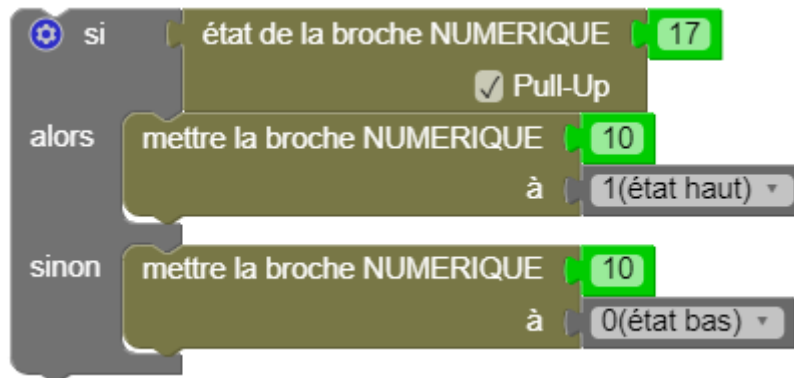 si état de la broche NUMERIQUE 17
Pull-Up
alors mettre la broche NUMERIQUE 10
à 1(état haut)
sinon mettre la broche NUMERIQUE 10
à 0(état bas)